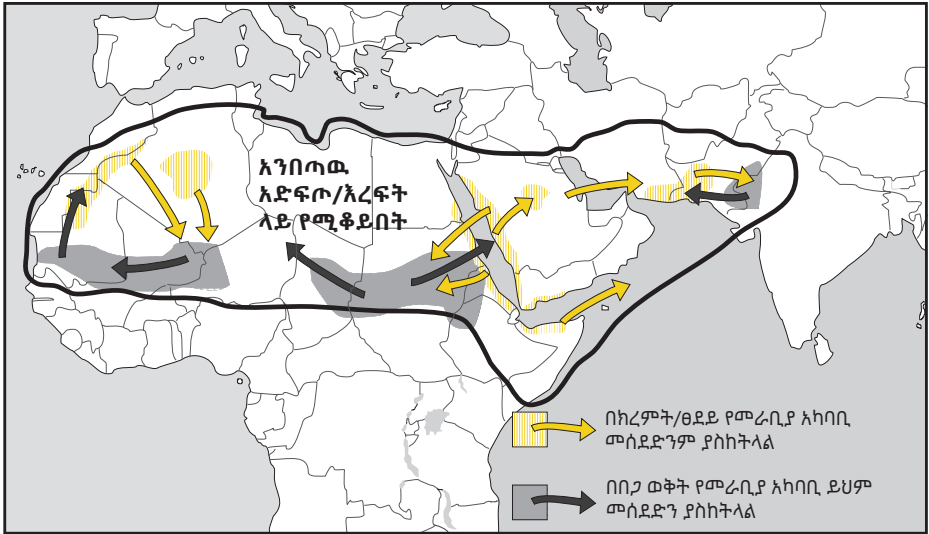 አንበጣዉ
አድፍጦ/እረፍት
ላይ የሚቆይበት
በክረምት/ፀደይ የመራቢያ አካባቢ
መሰደድንም ያስከትላል
በበጋ ወቅት የመራቢያ አካባቢ ይህም
መሰደድን ያስከትላል